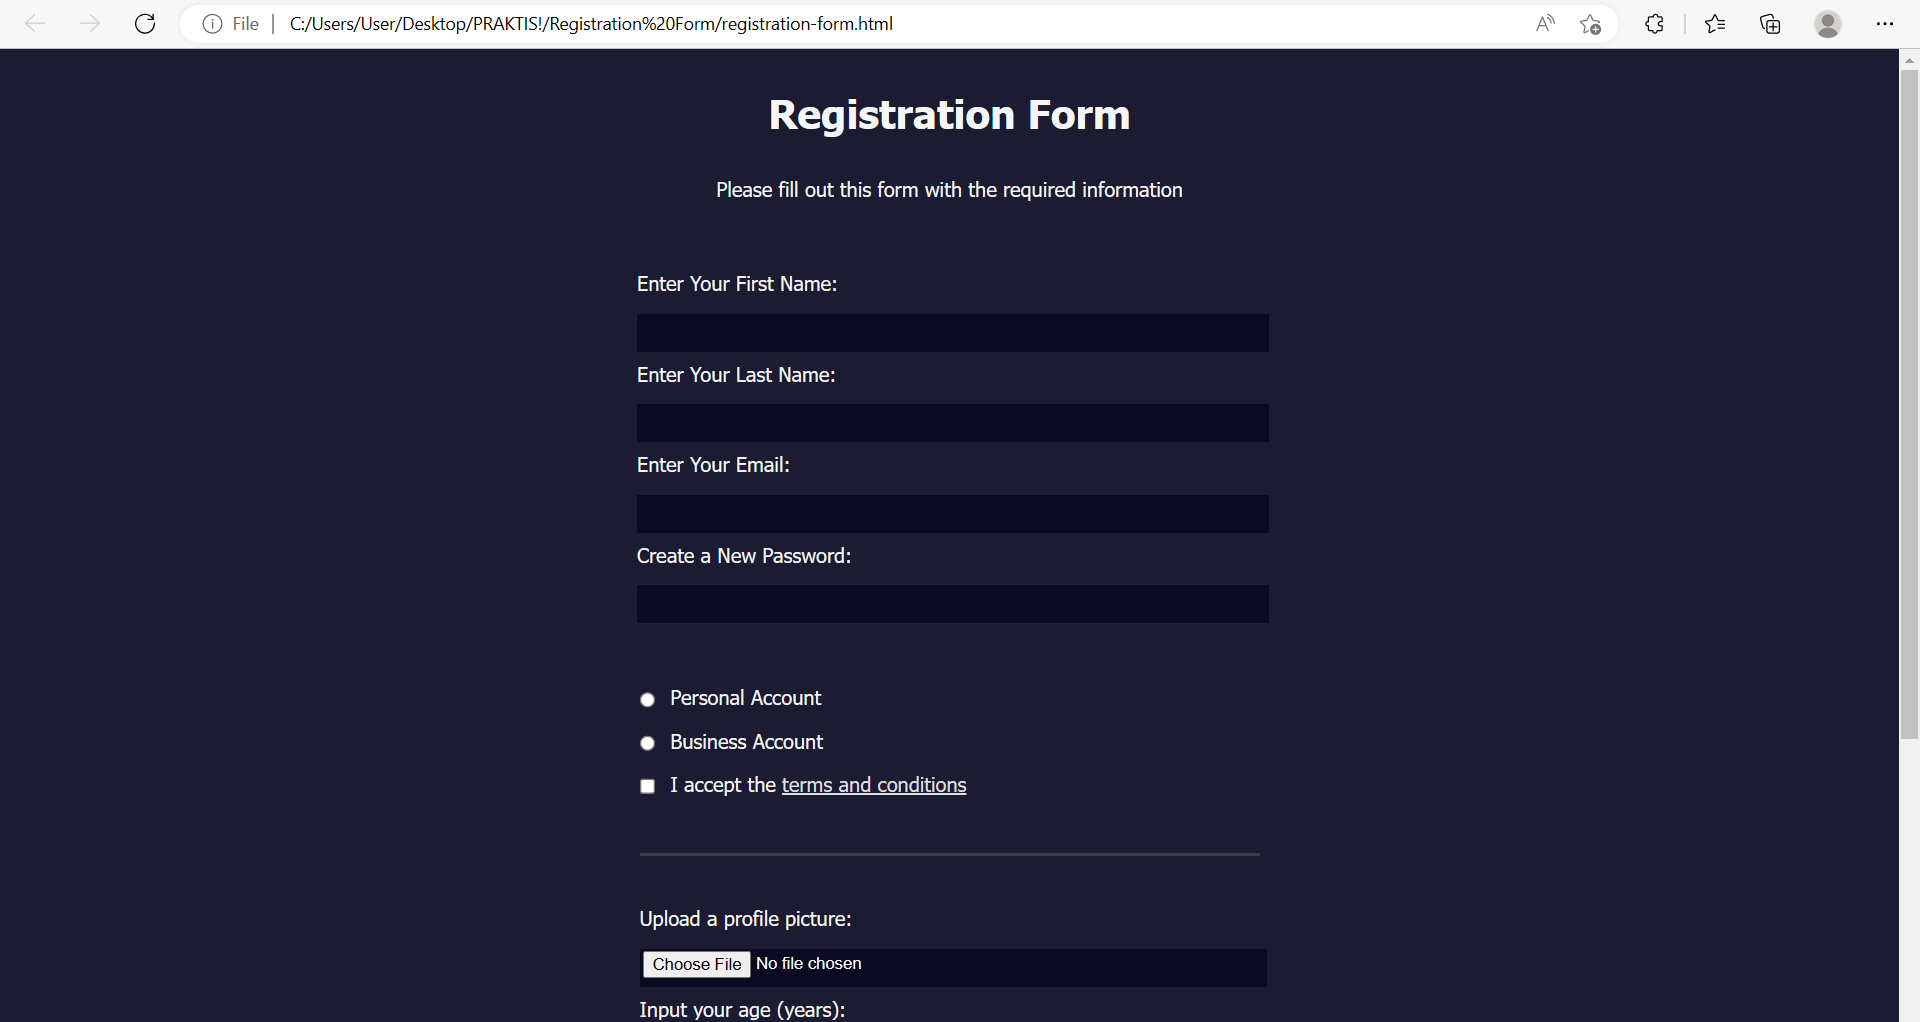 File C:/Users/User/Desktop/PRAKTIS!/Registration%20Form/registration-form.html
Registration Form
Please fill out this form with the required information
Enter Your First Name:
Enter Your Last Name:
Enter Your Email:
Create a New Password:
Personal Account
Business Account
I accept the terms and conditions
Upload a profile picture:
Choose File No file chosen
Input your age (years):